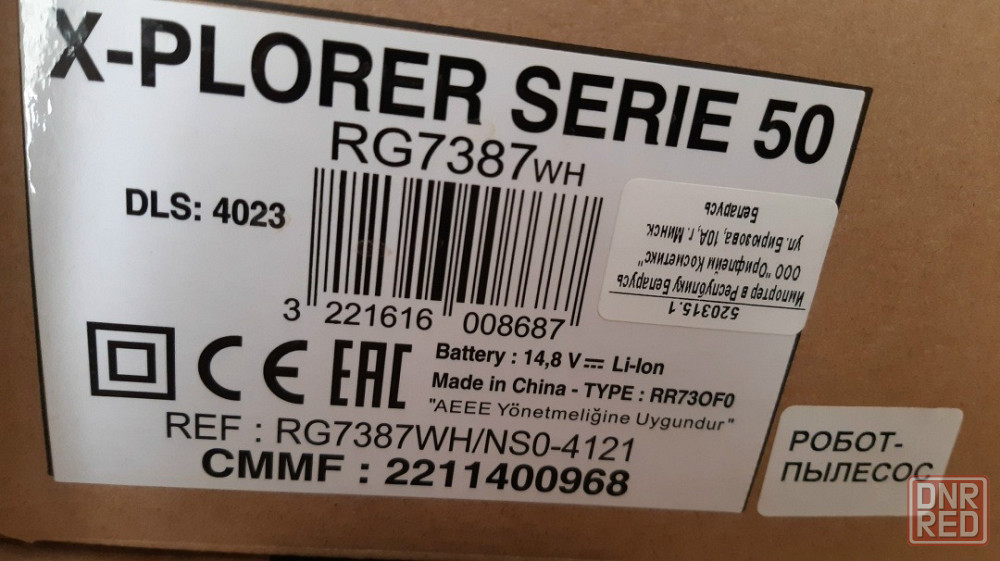 X-PLORER SERIE 50
RG7387WH
DLS: 4023
3 221616 008687
CE EAC
Battery : 14,8 V Li-Ion
Made in China - TYPE : RR73OF0
"AEEE Yönetmeliğine Uygundur"
REF : RG7387WH/NS0-4121
CMMF : 2211400968
520315.1
Импортер в Республику Беларусь
ООО "Орифлейм Косметикс"
ул. Бирюзова, 10А, г. Минск.
Беларусь
РОБОТ-
ПЫЛЕСОС
DNR
RED